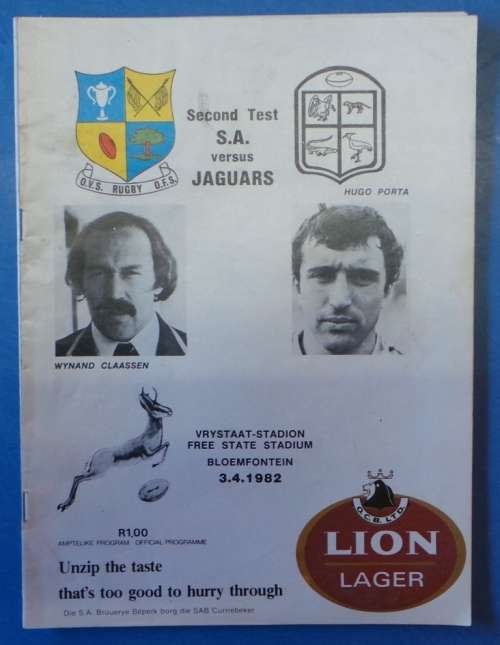 Second Test
S.A.
versus
JAGUARS
O.V.S. RUGBY O.F.S.
HUGO PORTA
WYNAND CLAASSEN
VRYSTAAT-STADION
FREE STATE STADIUM
BLOEMFONTEIN
3.4.1982
R1,00
AMPTELIKE PROGRAM OFFICIAL PROGRAMME
Unzip the taste
that's too good to hurry through
Die S.A. Brouerye Beperk borg die SAB Curriebeker
O.C.B. LTD.
LION
LAGER